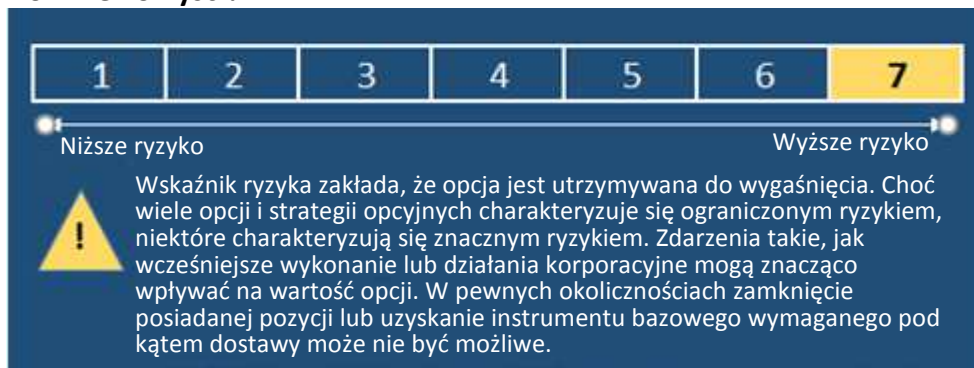 1 2 3 4 5 6 7
Niższe ryzyko Wyższe ryzyko
Wskaźnik ryzyka zakłada, że opcja jest utrzymywana do wygaśnięcia. Choć
wiele opcji i strategii opcyjnych charakteryzuje się ograniczonym ryzykiem,
niektóre charakteryzują się znacznym ryzykiem. Zdarzenia takie, jak
wcześniejsze wykonanie lub działania korporacyjne mogą znacząco
wpływać na wartość opcji. W pewnych okolicznościach zamknięcie
posiadanej pozycji lub uzyskanie instrumentu bazowego wymaganego pod
kątem dostawy może nie być możliwe.
!